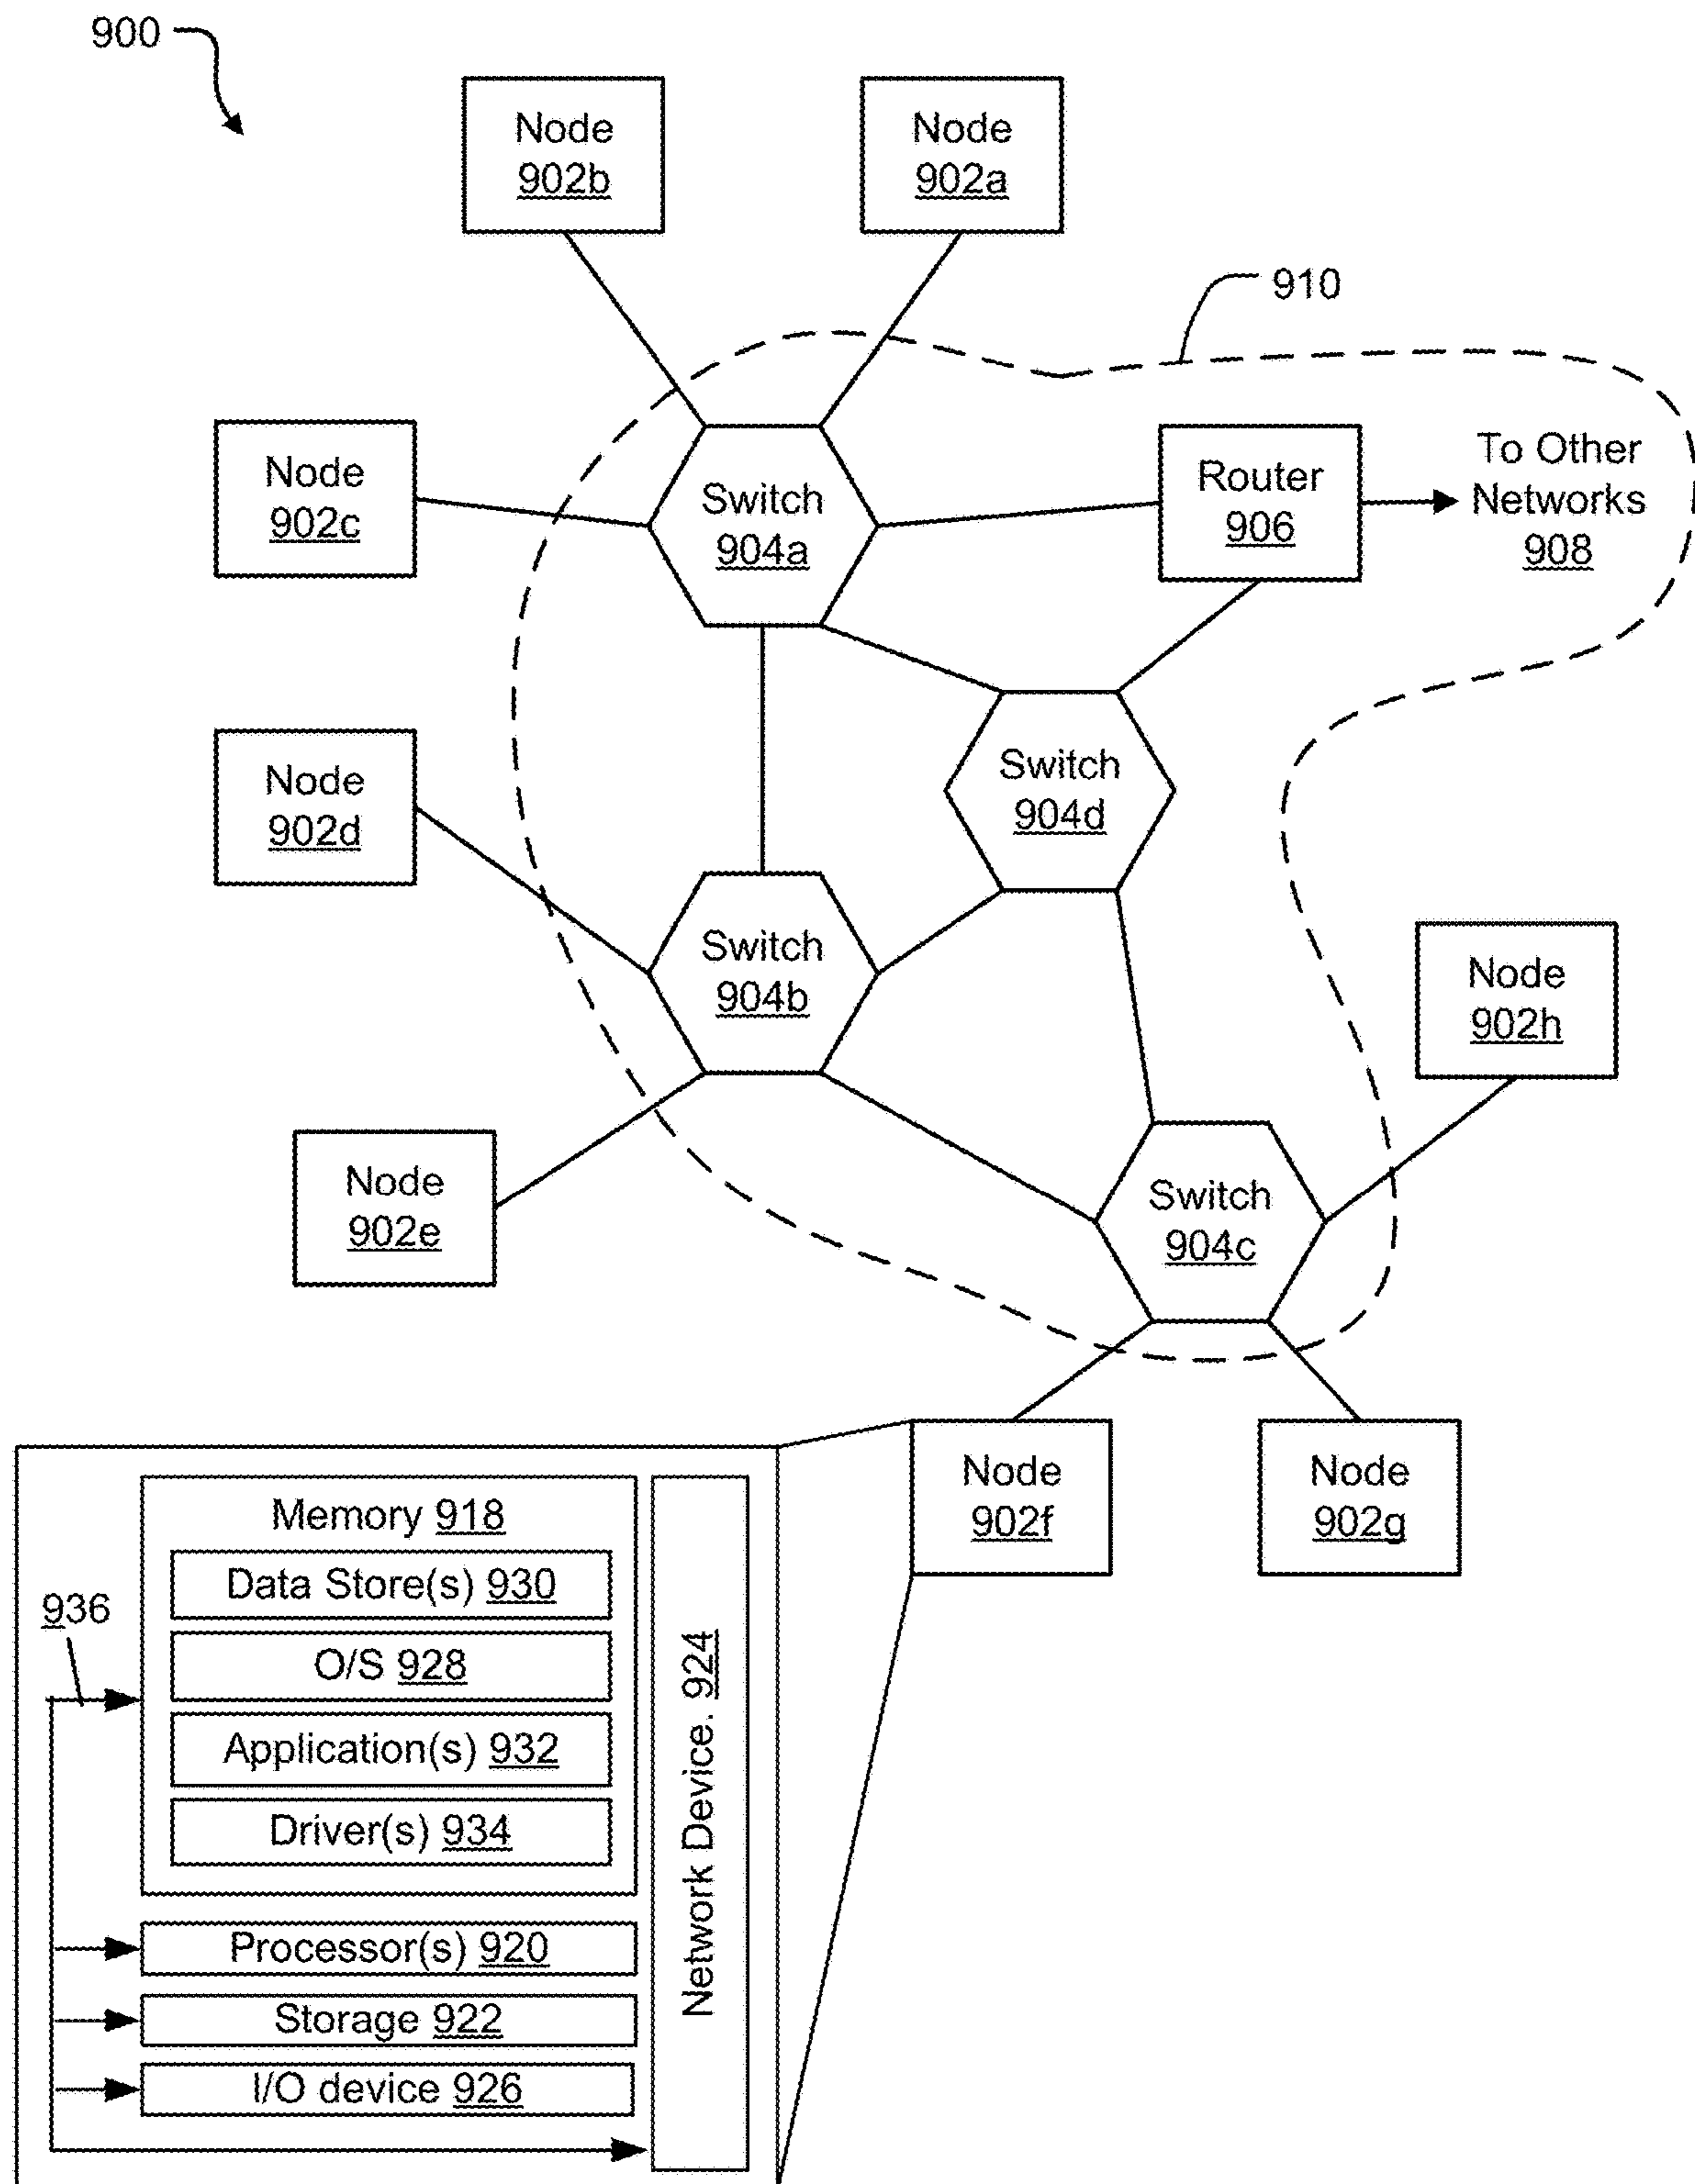 900
Node
902b
Node
902a
910
Node
902c
Switch
904a
Router
906
To Other
Networks
908
Node
902d
Switch
904d
Switch
904b
Node
902h
Node
902e
Switch
904c
Node
902f
Node
902g
Memory 918
Data Store(s) 930
936
O/S 928
Application(s) 932
Driver(s) 934
Network Device. 924
Processor(s) 920
Storage 922
I/O device 926